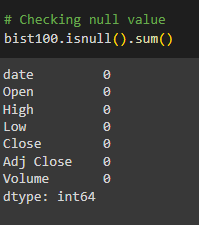 # Checking null value
bist100.isnull().sum()
date 0
Open 0
High 0
Low 0
Close 0
Adj Close 0
Volume 0
dtype: int64